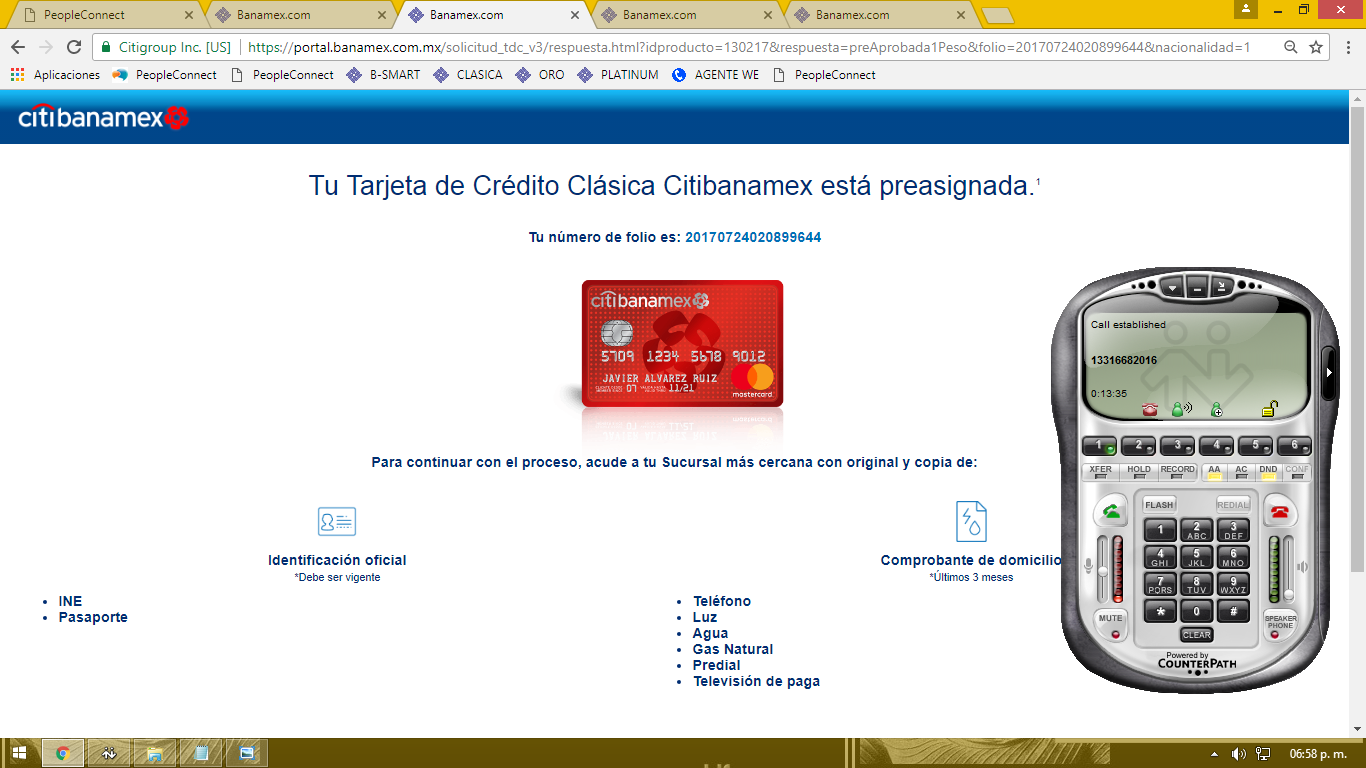 PeopleConnect
Banamex.com
Banamex.com
Banamex.com
Banamex.com
Citigroup Inc. [US]
https://portal.banamex.com.mx/solicitud_tdc_v3/respuesta.html?idproducto=130217&respuesta=preAprobada1Peso&folio=20170724020899644&nacionalidad=1
Aplicaciones PeopleConnect PeopleConnect B-SMART CLASICA ORO PLATINUM AGENTE WE PeopleConnect
citibanamex
Tu Tarjeta de Crédito Clásica Citibanamex está preasignada.1
Tu número de folio es: 20170724020899644
citibanamex
5709 1234 5678 9012
07 11/21
JAVIER ALVAREZ RUIZ
mastercard
Para continuar con el proceso, acude a tu Sucursal más cercana con original y copia de:
Identificación oficial
*Debe ser vigente
INE
Pasaporte
Comprobante de domicilio
*Últimos 3 meses
Teléfono
Luz
Agua
Gas Natural
Predial
Televisión de paga
Call established
13316682016
0:13:35
1 2 3 4 5 6
XFER HOLD RECORD AA AC DND CONF
FLASH REDIAL
1 2 ABC 3 DEF
4 GHI 5 JKL 6 MNO
7 PQRS 8 TUV 9 WXYZ
* 0 #
MUTE
SPEAKER PHONE
CLEAR
Powered by
COUNTERPATH
06:58 p. m.